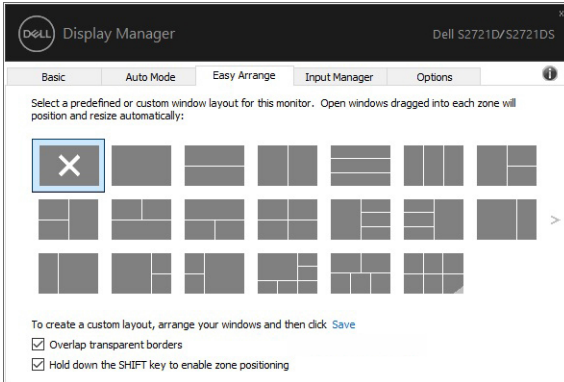 DELL Display Manager Dell S2721D/S2721DS
Basic Auto Mode Easy Arrange Input Manager Options
Select a predefined or custom window layout for this monitor. Open windows dragged into each zone will
position and resize automatically:
To create a custom layout, arrange your windows and then click Save
Overlap transparent borders
Hold down the SHIFT key to enable zone positioning